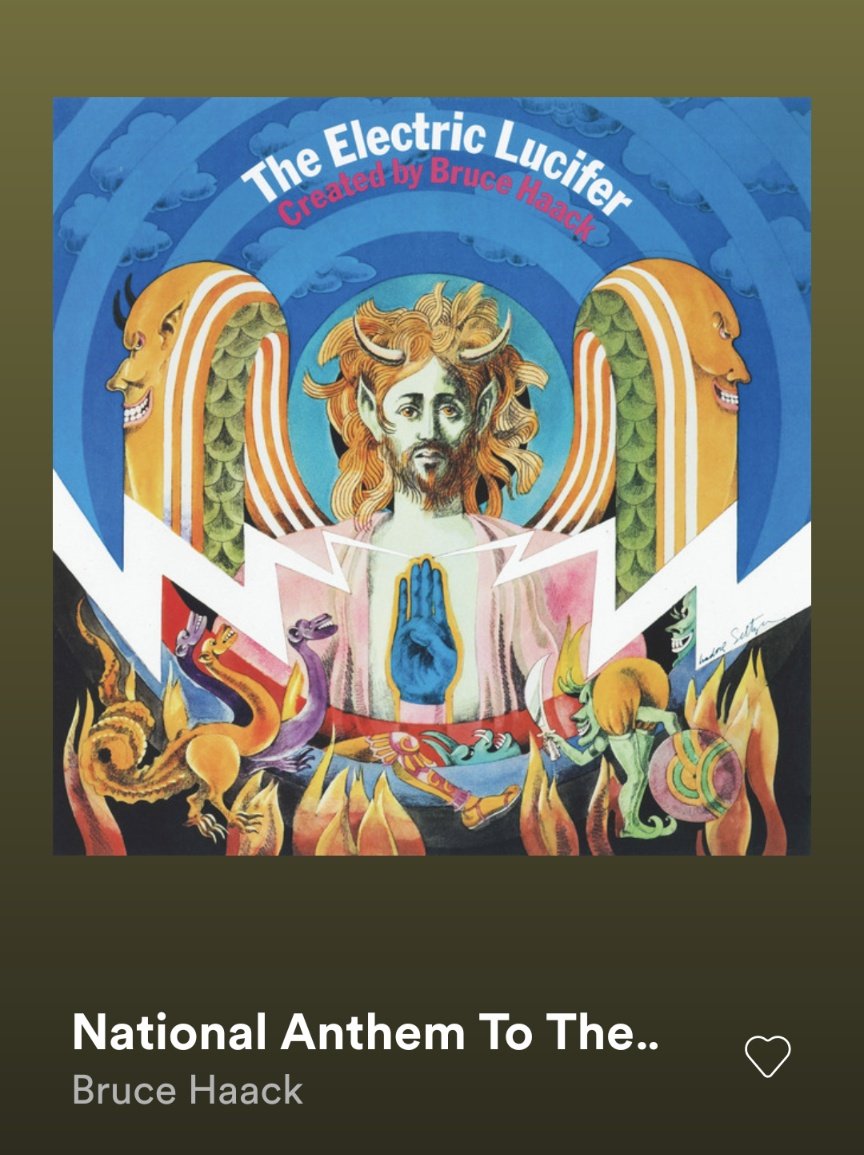 The Electric Lucifer
Created by Bruce Haack
National Anthem To The..
Bruce Haack